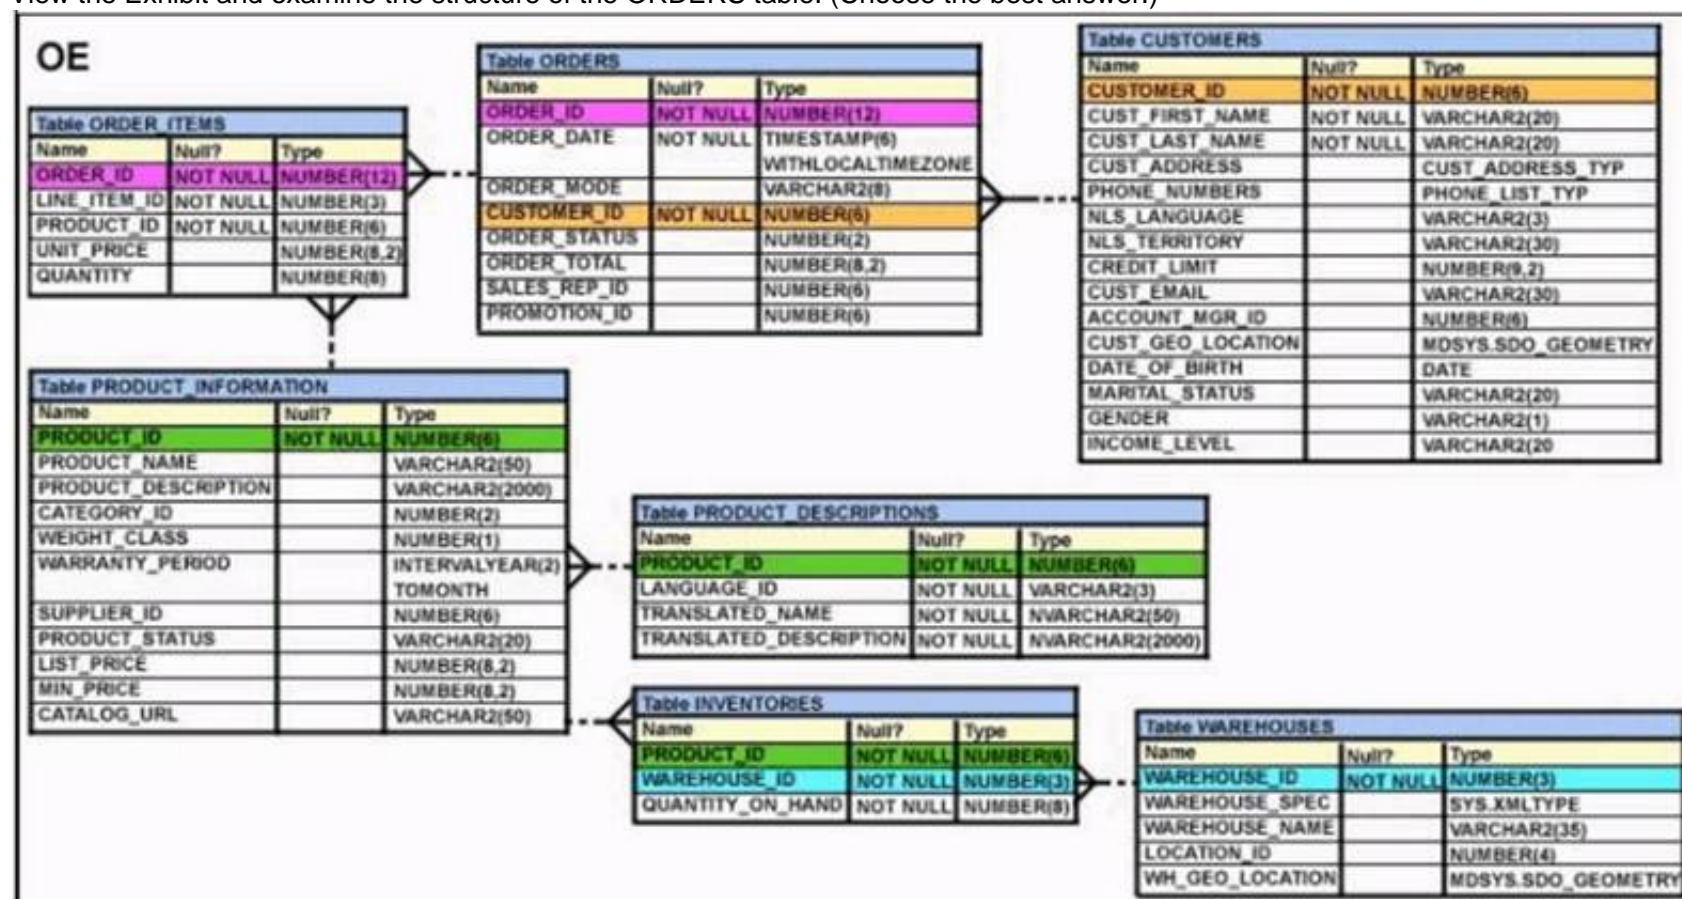 View the Exhibit and examine the structure of the ORDERS table. (Choose the best answer.)
OE
Table ORDER_ITEMS
Name Null? Type
ORDER_ID NOT NULL NUMBER(12)
LINE_ITEM_ID NOT NULL NUMBER(3)
PRODUCT_ID NOT NULL NUMBER(6)
UNIT_PRICE NUMBER(8,2)
QUANTITY NUMBER(8)
Table ORDERS
Name Null? Type
ORDER_ID NOT NULL NUMBER(12)
ORDER_DATE NOT NULL TIMESTAMP(6)
WITHLOCALTIMEZONE
ORDER_MODE VARCHAR2(8)
CUSTOMER_ID NOT NULL NUMBER(6)
ORDER_STATUS NUMBER(2)
ORDER_TOTAL NUMBER(8,2)
SALES_REP_ID NUMBER(6)
PROMOTION_ID NUMBER(6)
Table CUSTOMERS
Name Null? Type
CUSTOMER_ID NOT NULL NUMBER(6)
CUST_FIRST_NAME NOT NULL VARCHAR2(20)
CUST_LAST_NAME NOT NULL VARCHAR2(20)
CUST_ADDRESS CUST_ADDRESS_TYP
PHONE_NUMBERS PHONE_LIST_TYP
NLS_LANGUAGE VARCHAR2(3)
NLS_TERRITORY VARCHAR2(30)
CREDIT_LIMIT NUMBER(9,2)
CUST_EMAIL VARCHAR2(30)
ACCOUNT_MGR_ID NUMBER(6)
CUST_GEO_LOCATION MDSYS.SDO_GEOMETRY
DATE_OF_BIRTH DATE
MARITAL_STATUS VARCHAR2(20)
GENDER VARCHAR2(1)
INCOME_LEVEL VARCHAR2(20
Table PRODUCT_INFORMATION
Name Null? Type
PRODUCT_ID NOT NULL NUMBER(6)
PRODUCT_NAME VARCHAR2(50)
PRODUCT_DESCRIPTION VARCHAR2(2000)
CATEGORY_ID NUMBER(2)
WEIGHT_CLASS NUMBER(1)
WARRANTY_PERIOD INTERVALYEAR(2)
TOMONTH
SUPPLIER_ID NUMBER(6)
PRODUCT_STATUS VARCHAR2(20)
LIST_PRICE NUMBER(8,2)
MIN_PRICE NUMBER(8,2)
CATALOG_URL VARCHAR2(50)
Table PRODUCT_DESCRIPTIONS
Name Null? Type
PRODUCT_ID NOT NULL NUMBER(6)
LANGUAGE_ID NOT NULL VARCHAR2(3)
TRANSLATED_NAME NOT NULL NVARCHAR2(50)
TRANSLATED_DESCRIPTION NOT NULL NVARCHAR2(2000)
Table INVENTORIES
Name Null? Type
PRODUCT_ID NOT NULL NUMBER(6)
WAREHOUSE_ID NOT NULL NUMBER(3)
QUANTITY_ON_HAND NOT NULL NUMBER(8)
Table WAREHOUSES
Name Null? Type
WAREHOUSE_ID NOT NULL NUMBER(3)
WAREHOUSE_SPEC SYS.XMLTYPE
WAREHOUSE_NAME VARCHAR2(35)
LOCATION_ID NUMBER(4)
WH_GEO_LOCATION MDSYS.SDO_GEOMETRY